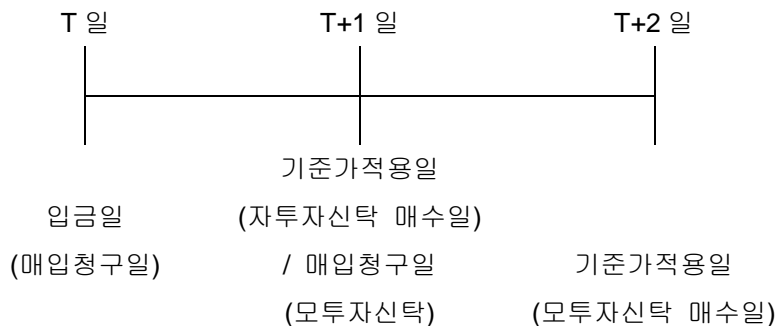 T 일
T+1 일
T+2 일
기준가적용일
입금일
(자투자신탁 매수일)
(매입청구일)
/ 매입청구일
기준가적용일
(모투자신탁)
(모투자신탁 매수일)